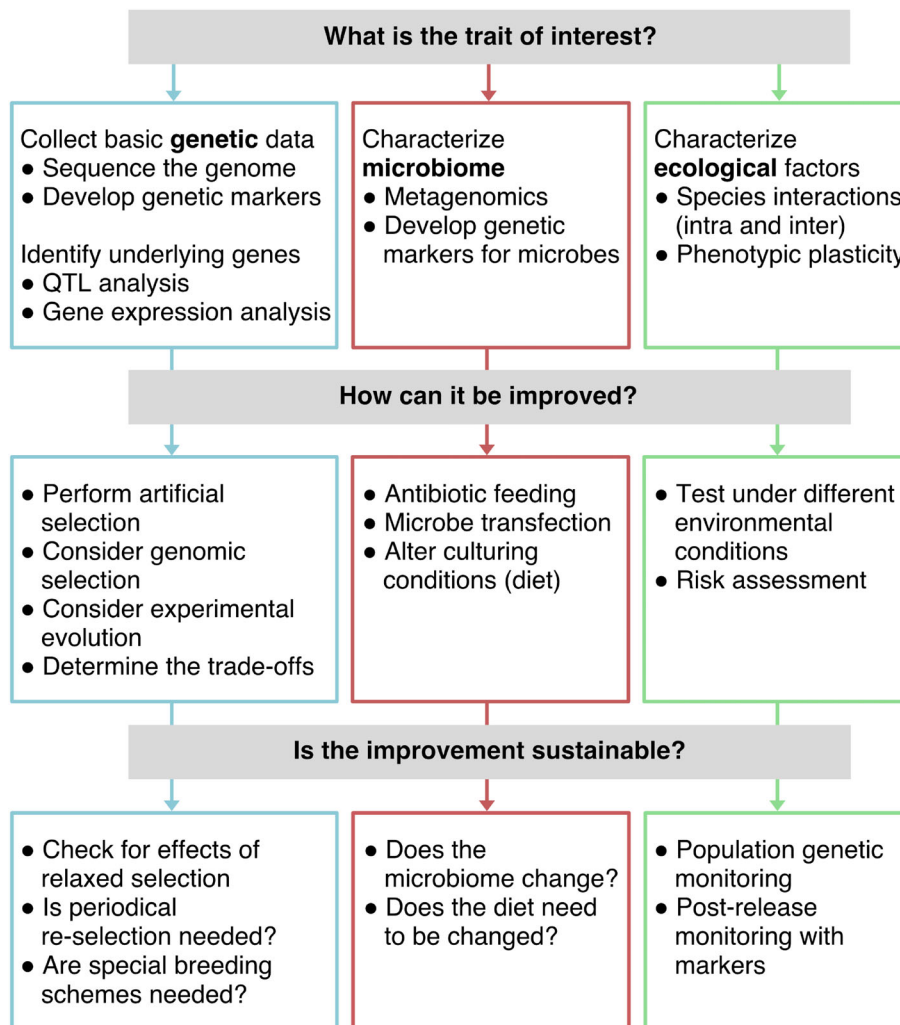 What is the trait of interest?
Collect basic genetic data
● Sequence the genome
● Develop genetic markers
Identify underlying genes
● QTL analysis
● Gene expression analysis
Characterize
microbiome
● Metagenomics
● Develop genetic
markers for microbes
Characterize
ecological factors
● Species interactions
(intra and inter)
● Phenotypic plasticity
How can it be improved?
● Perform artificial
selection
● Consider genomic
selection
● Consider experimental
evolution
● Determine the trade-offs
● Antibiotic feeding
● Microbe transfection
● Alter culturing
conditions (diet)
● Test under different
environmental
conditions
● Risk assessment
Is the improvement sustainable?
● Check for effects of
relaxed selection
● Is periodical
re-selection needed?
● Are special breeding
schemes needed?
● Does the
microbiome change?
● Does the diet need
to be changed?
● Population genetic
monitoring
● Post-release
monitoring with
markers